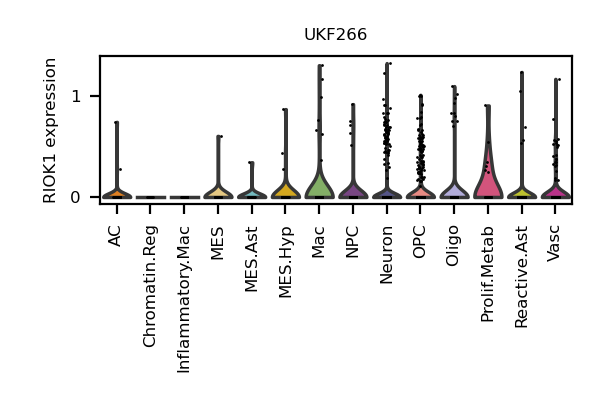 UKF266
RIOK1 expression
1
0
AC
Chromatin.Reg
Inflammatory.Mac
MES
MES.Ast
MES.Hyp
Mac
NPC
Neuron
OPC
Oligo
Prolif.Metab
Reactive.Ast
Vasc